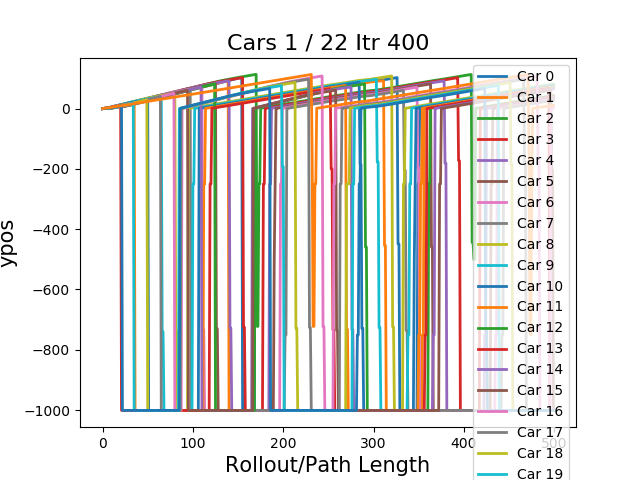 Cars 1 / 22 Itr 400
ypos
0
−200
−400
−600
−800
−1000
0 100 200 300 400 500
Rollout/Path Length
Car 0
Car 1
Car 2
Car 3
Car 4
Car 5
Car 6
Car 7
Car 8
Car 9
Car 10
Car 11
Car 12
Car 13
Car 14
Car 15
Car 16
Car 17
Car 18
Car 19